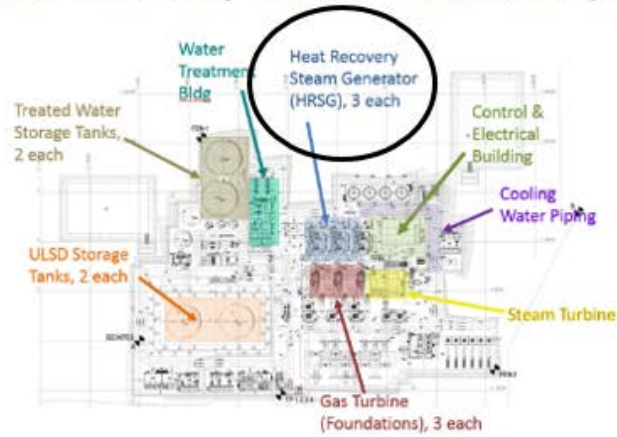 Water
Treatment
Bldg
Heat Recovery
Steam Generator
(HRSG), 3 each
Treated Water
Storage Tanks,
2 each
Control &
Electrical
Building
Cooling
Water Piping
ULSD Storage
Tanks, 2 each
Steam Turbine
Gas Turbine
(Foundations), 3 each